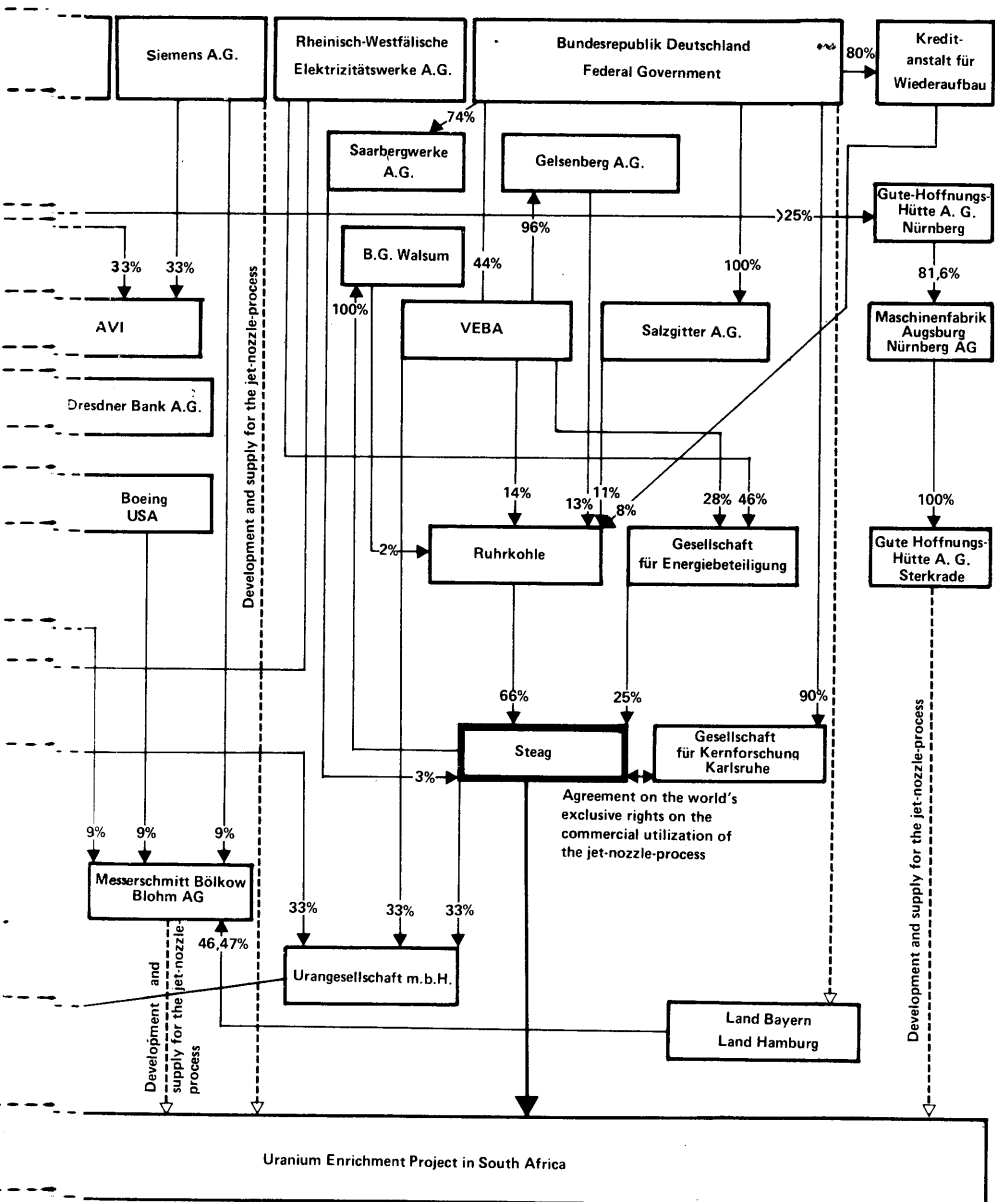 Siemens A.G.
Rheinisch-Westfälische
Elektrizitätswerke A.G.
Bundesrepublik Deutschland
Federal Government
80%
Kredit-
anstalt für
Wiederaufbau
74%
Saarbergwerke
A.G.
Gelsenberg A.G.
>25%
Gute-Hoffnungs-
Hütte A. G.
Nürnberg
33%
33%
B.G. Walsum
44%
96%
100%
81,6%
100%
AVI
VEBA
Salzgitter A.G.
Maschinenfabrik
Augsburg
Nürnberg AG
Dresdner Bank A.G.
Development and supply for the jet-nozzle-process
Boeing
USA
14%
13%
11%
8%
28%
46%
100%
2%
Ruhrkohle
Gesellschaft
für Energiebeteiligung
Gute Hoffnungs-
Hütte A. G.
Sterkrade
66%
25%
90%
Steag
Gesellschaft
für Kernforschung
Karlsruhe
3%
Agreement on the world's
exclusive rights on the
commercial utilization of
the jet-nozzle-process
Development and supply for the jet-nozzle-process
9%
9%
9%
Messerschmitt Bölkow
Blohm AG
33%
33%
33%
46,47%
Urangesellschaft m.b.H.
Development and
supply for the jet-nozzle-
process
Land Bayern
Land Hamburg
Uranium Enrichment Project in South Africa